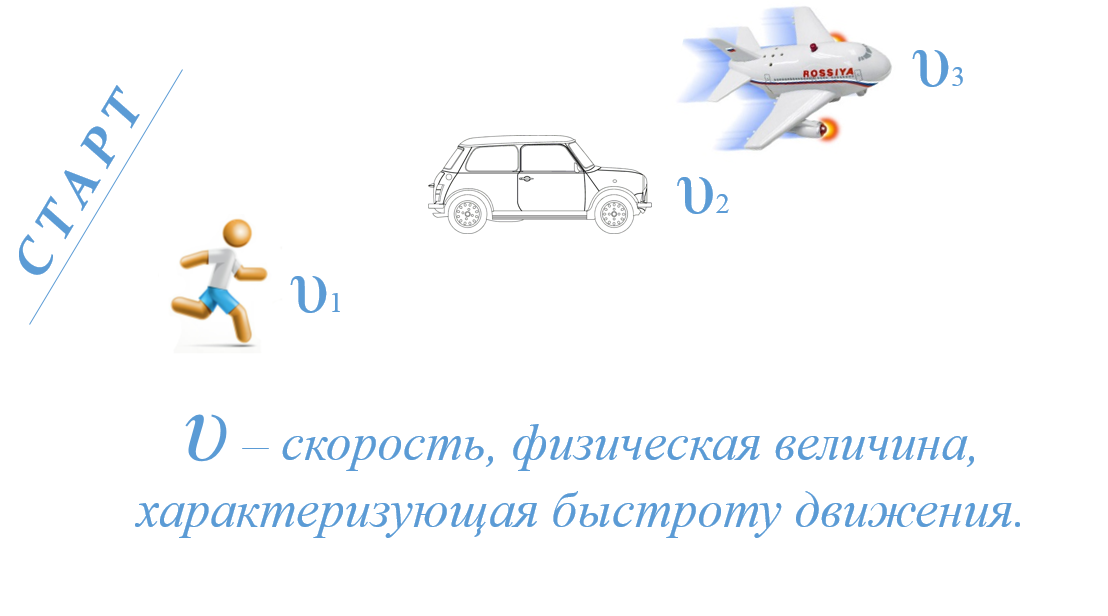 СТАРТ
ROSSIYA
υ3
υ2
υ1
υ – скорость, физическая величина,
характеризующая быстроту движения.